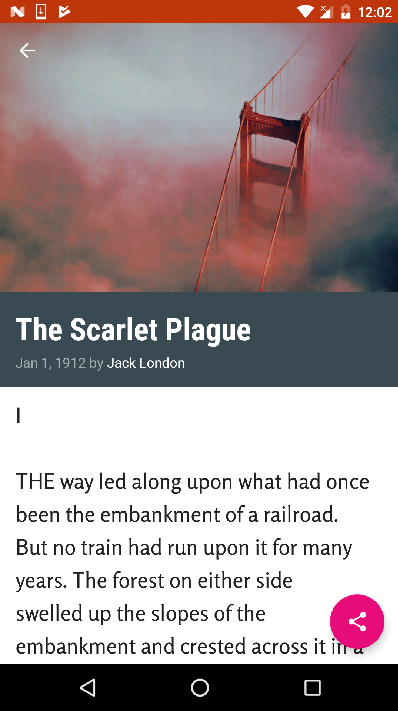 12:02
The Scarlet Plague
Jan 1, 1912 by Jack London
I
THE way led along upon what had once
been the embankment of a railroad.
But no train had run upon it for many
years. The forest on either side
swelled up the slopes of the
embankment and crested across it in a